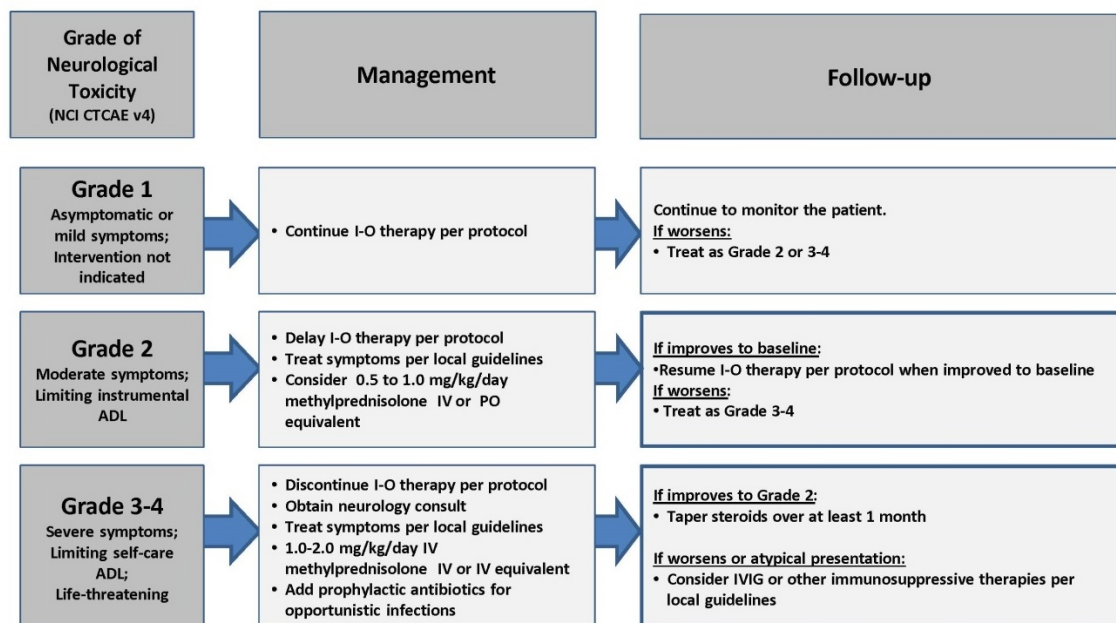 Grade of
Neurological
Toxicity
(NCI CTCAE v4)
Management
Follow-up
Grade 1
Asymptomatic or
mild symptoms;
Intervention not
indicated
• Continue I-O therapy per protocol
Continue to monitor the patient.
If worsens:
• Treat as Grade 2 or 3-4
Grade 2
Moderate symptoms;
Limiting instrumental
ADL
• Delay I-O therapy per protocol
• Treat symptoms per local guidelines
• Consider 0.5 to 1.0 mg/kg/day
methylprednisolone IV or PO
equivalent
If improves to baseline:
•Resume I-O therapy per protocol when improved to baseline
If worsens:
• Treat as Grade 3-4
Grade 3-4
Severe symptoms;
Limiting self-care
ADL;
Life-threatening
• Discontinue I-O therapy per protocol
• Obtain neurology consult
• Treat symptoms per local guidelines
• 1.0-2.0 mg/kg/day IV
methylprednisolone IV or IV equivalent
• Add prophylactic antibiotics for
opportunistic infections
If improves to Grade 2:
• Taper steroids over at least 1 month
If worsens or atypical presentation:
• Consider IVIG or other immunosuppressive therapies per
local guidelines